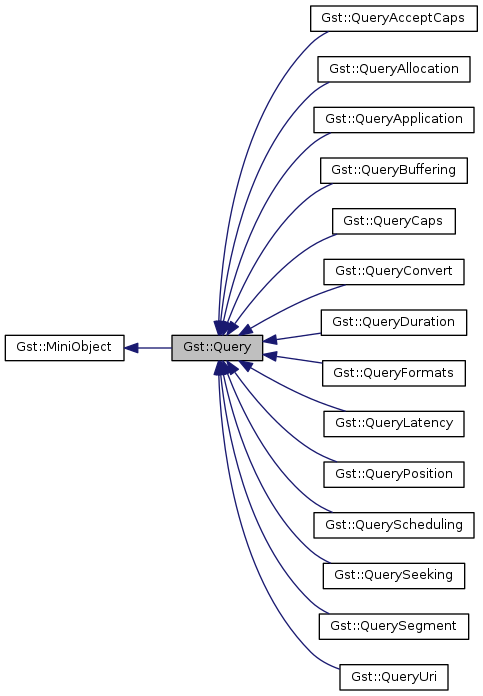 Gst::QueryAcceptCaps
Gst::QueryAllocation
Gst::QueryApplication
Gst::QueryBuffering
Gst::QueryCaps
Gst::QueryConvert
Gst::QueryDuration
Gst::MiniObject
Gst::Query
Gst::QueryFormats
Gst::QueryLatency
Gst::QueryPosition
Gst::QueryScheduling
Gst::QuerySeeking
Gst::QuerySegment
Gst::QueryUri